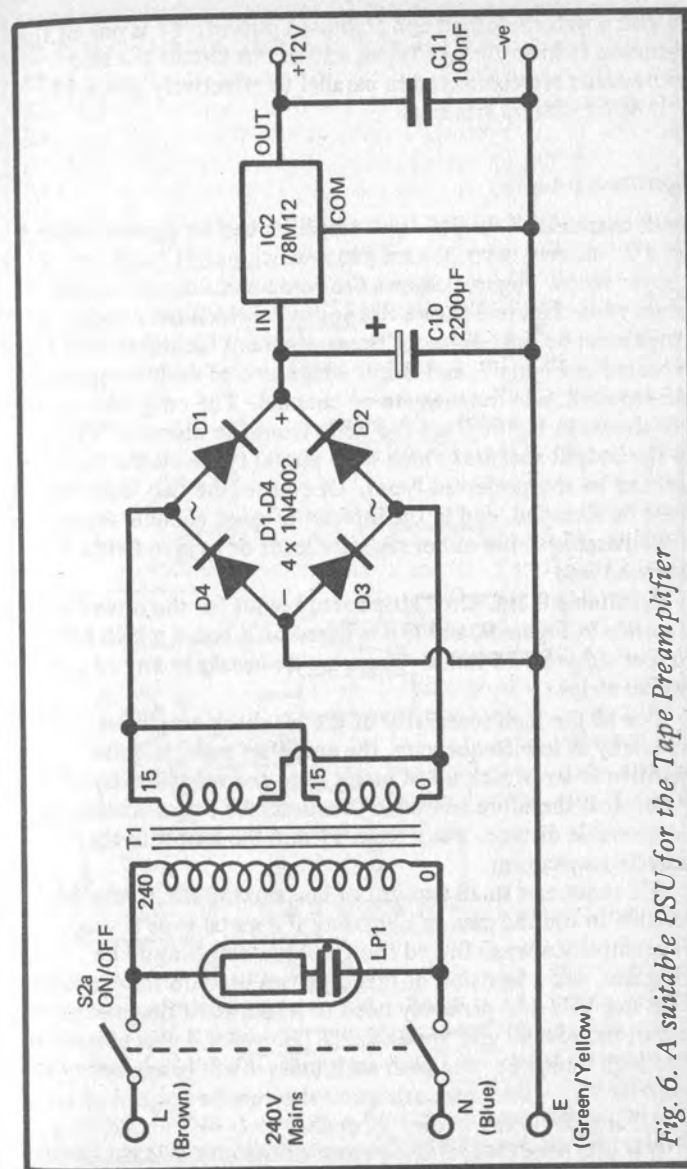 S2a
ON/OFF
L
(Brown)
240V
Mains
N
(Blue)
E
(Green/Yellow)
LP1
T1
240
0
15
0
15
0
D4
D1
D1-D4
4 x 1N4002
D3
D2
~
~
−
+
IN
IC2
78M12
OUT
COM
+
C10
2200µF
C11
100nF
+12V
-ve
Fig.6 A suitable PSU for the Tape Preamplifier